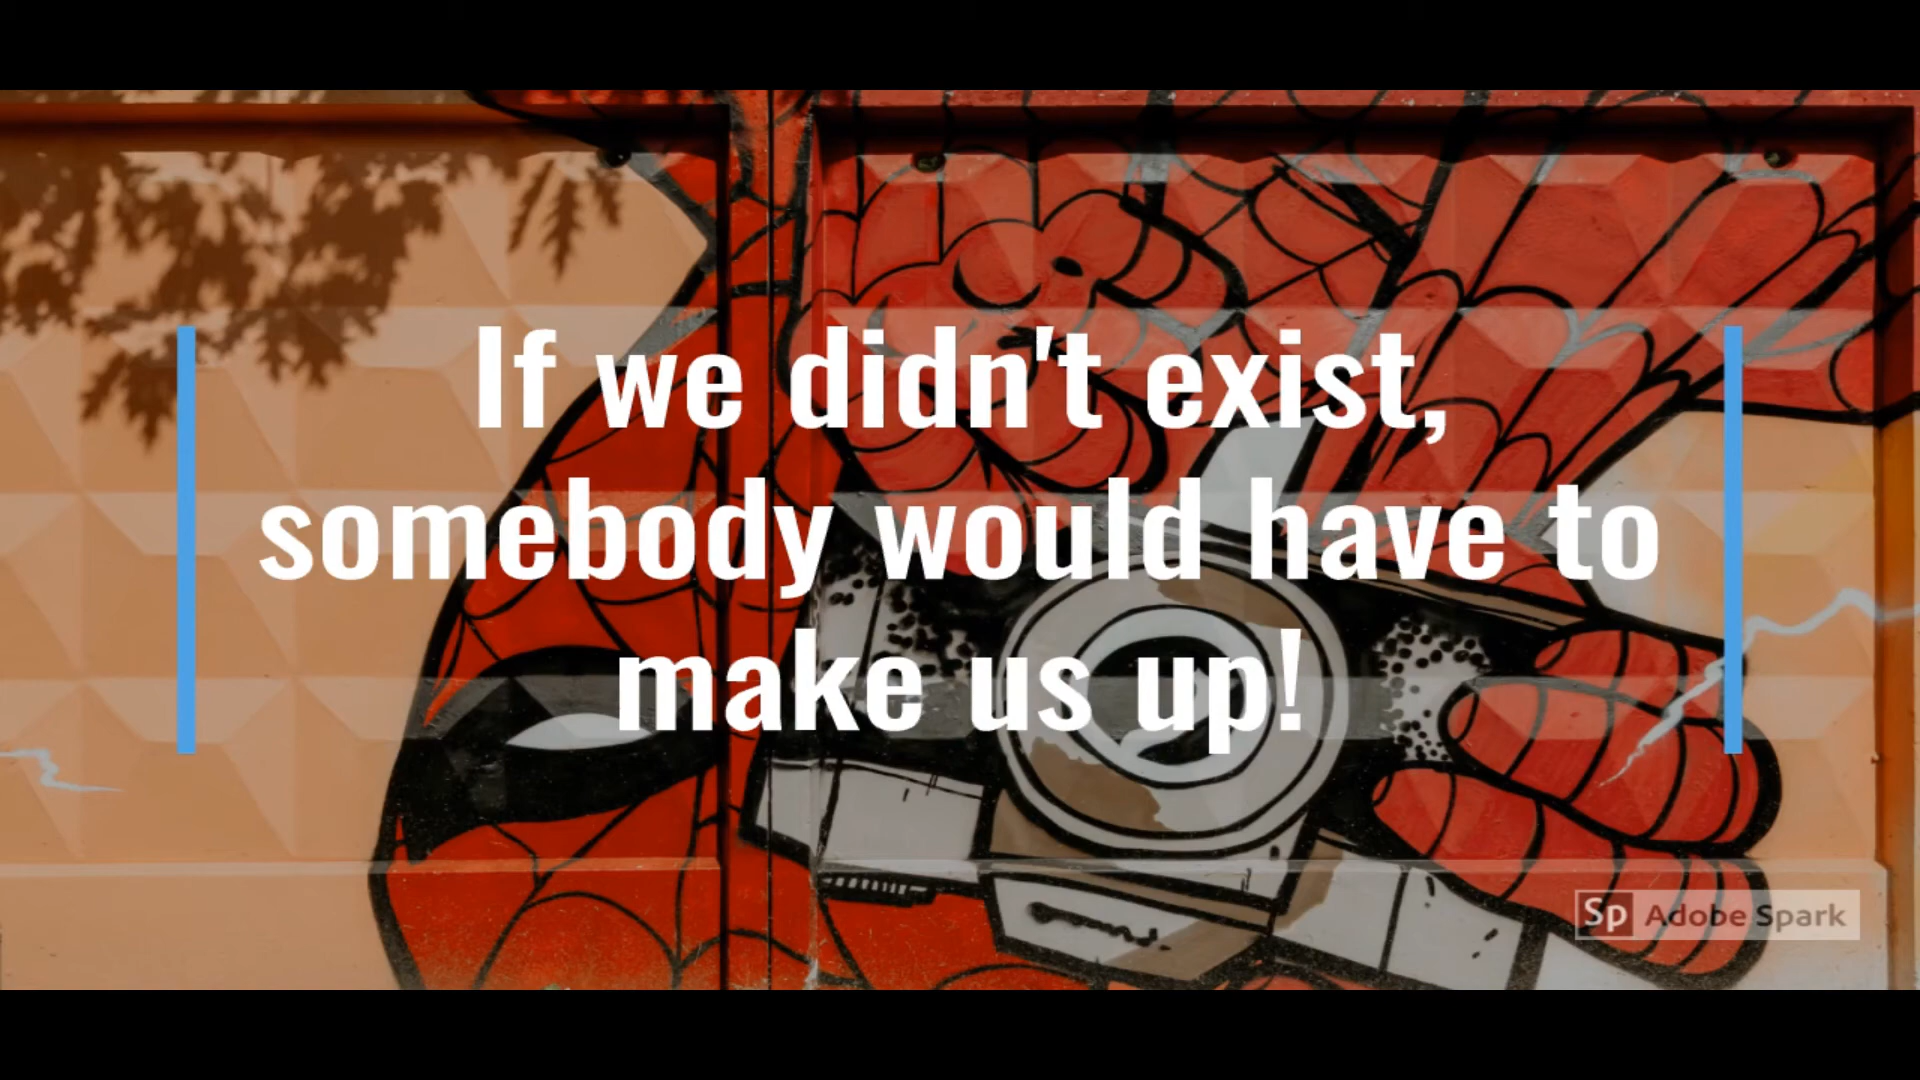 If we didn't exist,
somebody would have to
make us up!
Sp Adobe Spark